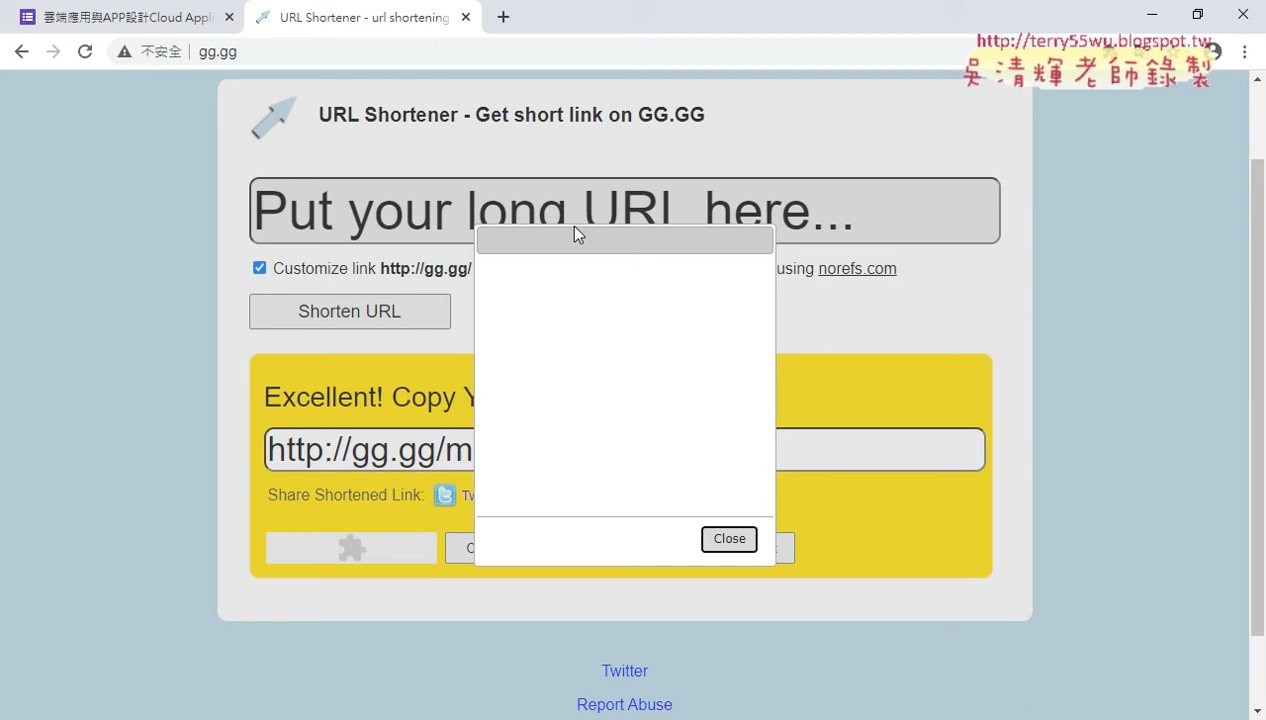 雲端應用與APP設計Cloud Appli
URL Shortener - url shortening
不安全
gg.gg
http://terry55wu.blogspot.tw
吳清輝老師錄製
URL Shortener - Get short link on GG.GG
Put your long URL here...
Customize link http://gg.gg/
using norefs.com
Shorten URL
Excellent! Copy Y
http://gg.gg/m
Share Shortened Link:
Tw
Close
Twitter
Report Abuse